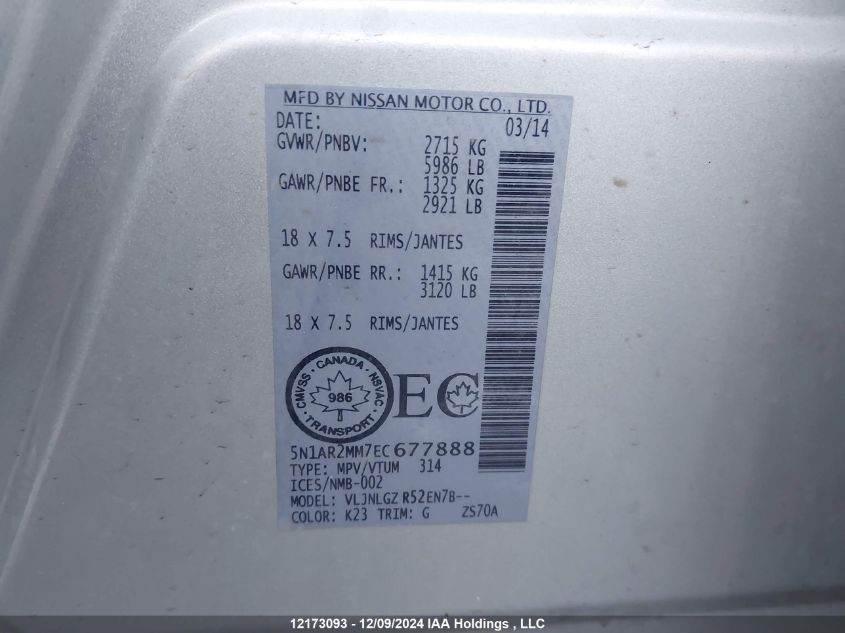 MFD BY NISSAN MOTOR CO., LTD.
DATE: 03/14
GVWR/PNBV: 2715 KG
5986 LB
GAWR/PNBE FR.: 1325 KG
2921 LB
18 X 7.5 RIMS/JANTES
GAWR/PNBE RR.: 1415 KG
3120 LB
18 X 7.5 RIMS/JANTES
CANADA · NSVAC · TRANSPORT · CMVSS ·
986
EC
5N1AR2MM7EC677888
TYPE: MPV/VTUM 314
ICES/NMB-002
MODEL: VLJNLGZ R52EN7B--
COLOR: K23 TRIM: G ZS70A
12173093 - 12/09/2024 IAA Holdings , LLC